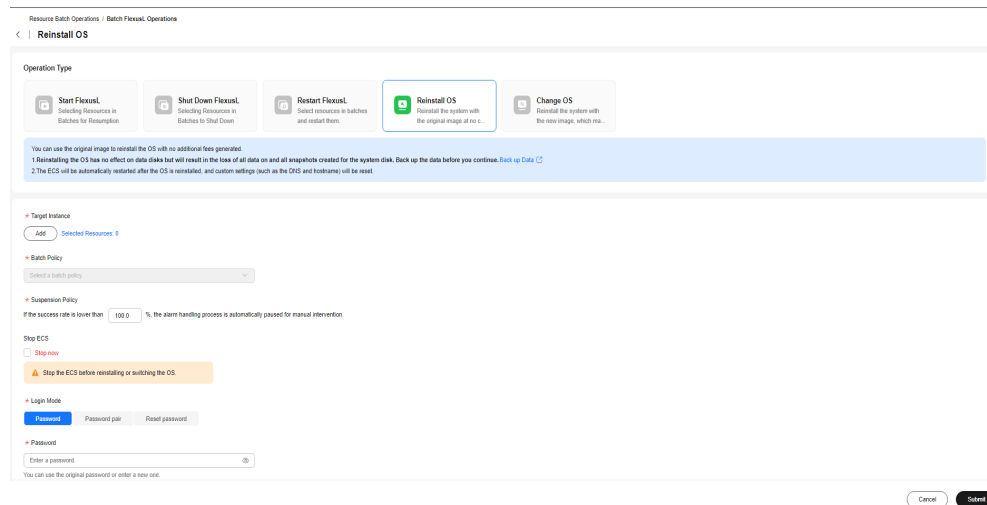 Resource Batch Operations / Batch FlexusL Operations
Reinstall OS
Operation Type
Start FlexusL
Selecting Resources in
Batches for Resumption
Shut Down FlexusL
Selecting Resources in
Batches to Shut Down
Restart FlexusL
Select resources in batches
and restart them.
Reinstall OS
Reinstall the system with
the original image at no c...
Change OS
Reinstall the system with
the new image, which ma...
You can use the original image to reinstall the OS with no additional fees generated.
1.Reinstalling the OS has no effect on data disks but will result in the loss of all data on and all snapshots created for the system disk. Back up the data before you continue. Back up Data
2.The ECS will be automatically restarted after the OS is reinstalled, and custom settings (such as the DNS and hostname) will be reset.
* Target Instance
Add Selected Resources: 0
* Batch Policy
Select a batch policy.
* Suspension Policy
If the success rate is lower than 100.0 %, the alarm handling process is automatically paused for manual intervention.
Stop ECS
Stop now
Stop the ECS before reinstalling or switching the OS.
* Login Mode
Password Password pair Reset password
* Password
Enter a password.
You can use the original password or enter a new one.
Cancel Submit